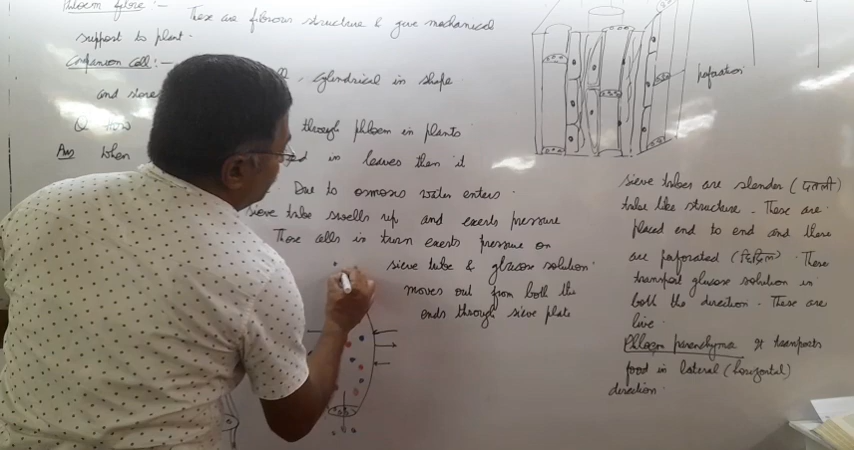 Phloem fibre :- These are fibrous structure & give mechanical
support to plant.
Companion Cell :-
cylindrical in shape
and store
Q. How through phloem in plants
Ans When in leaves then it
Due to osmosis water enters.
sieve tube swells up and exerts pressure
These cells in turn exerts pressure on
sieve tube & glucose solution
moves out from both the
ends through sieve plate
perforation
sieve tubes are slender (पतली)
tube like structure. These are
placed end to end and these
are perforated These
transport glucose solution in
both the direction. These are
live.
Phloem parenchyma It transports
food in lateral (horizontal)
direction.